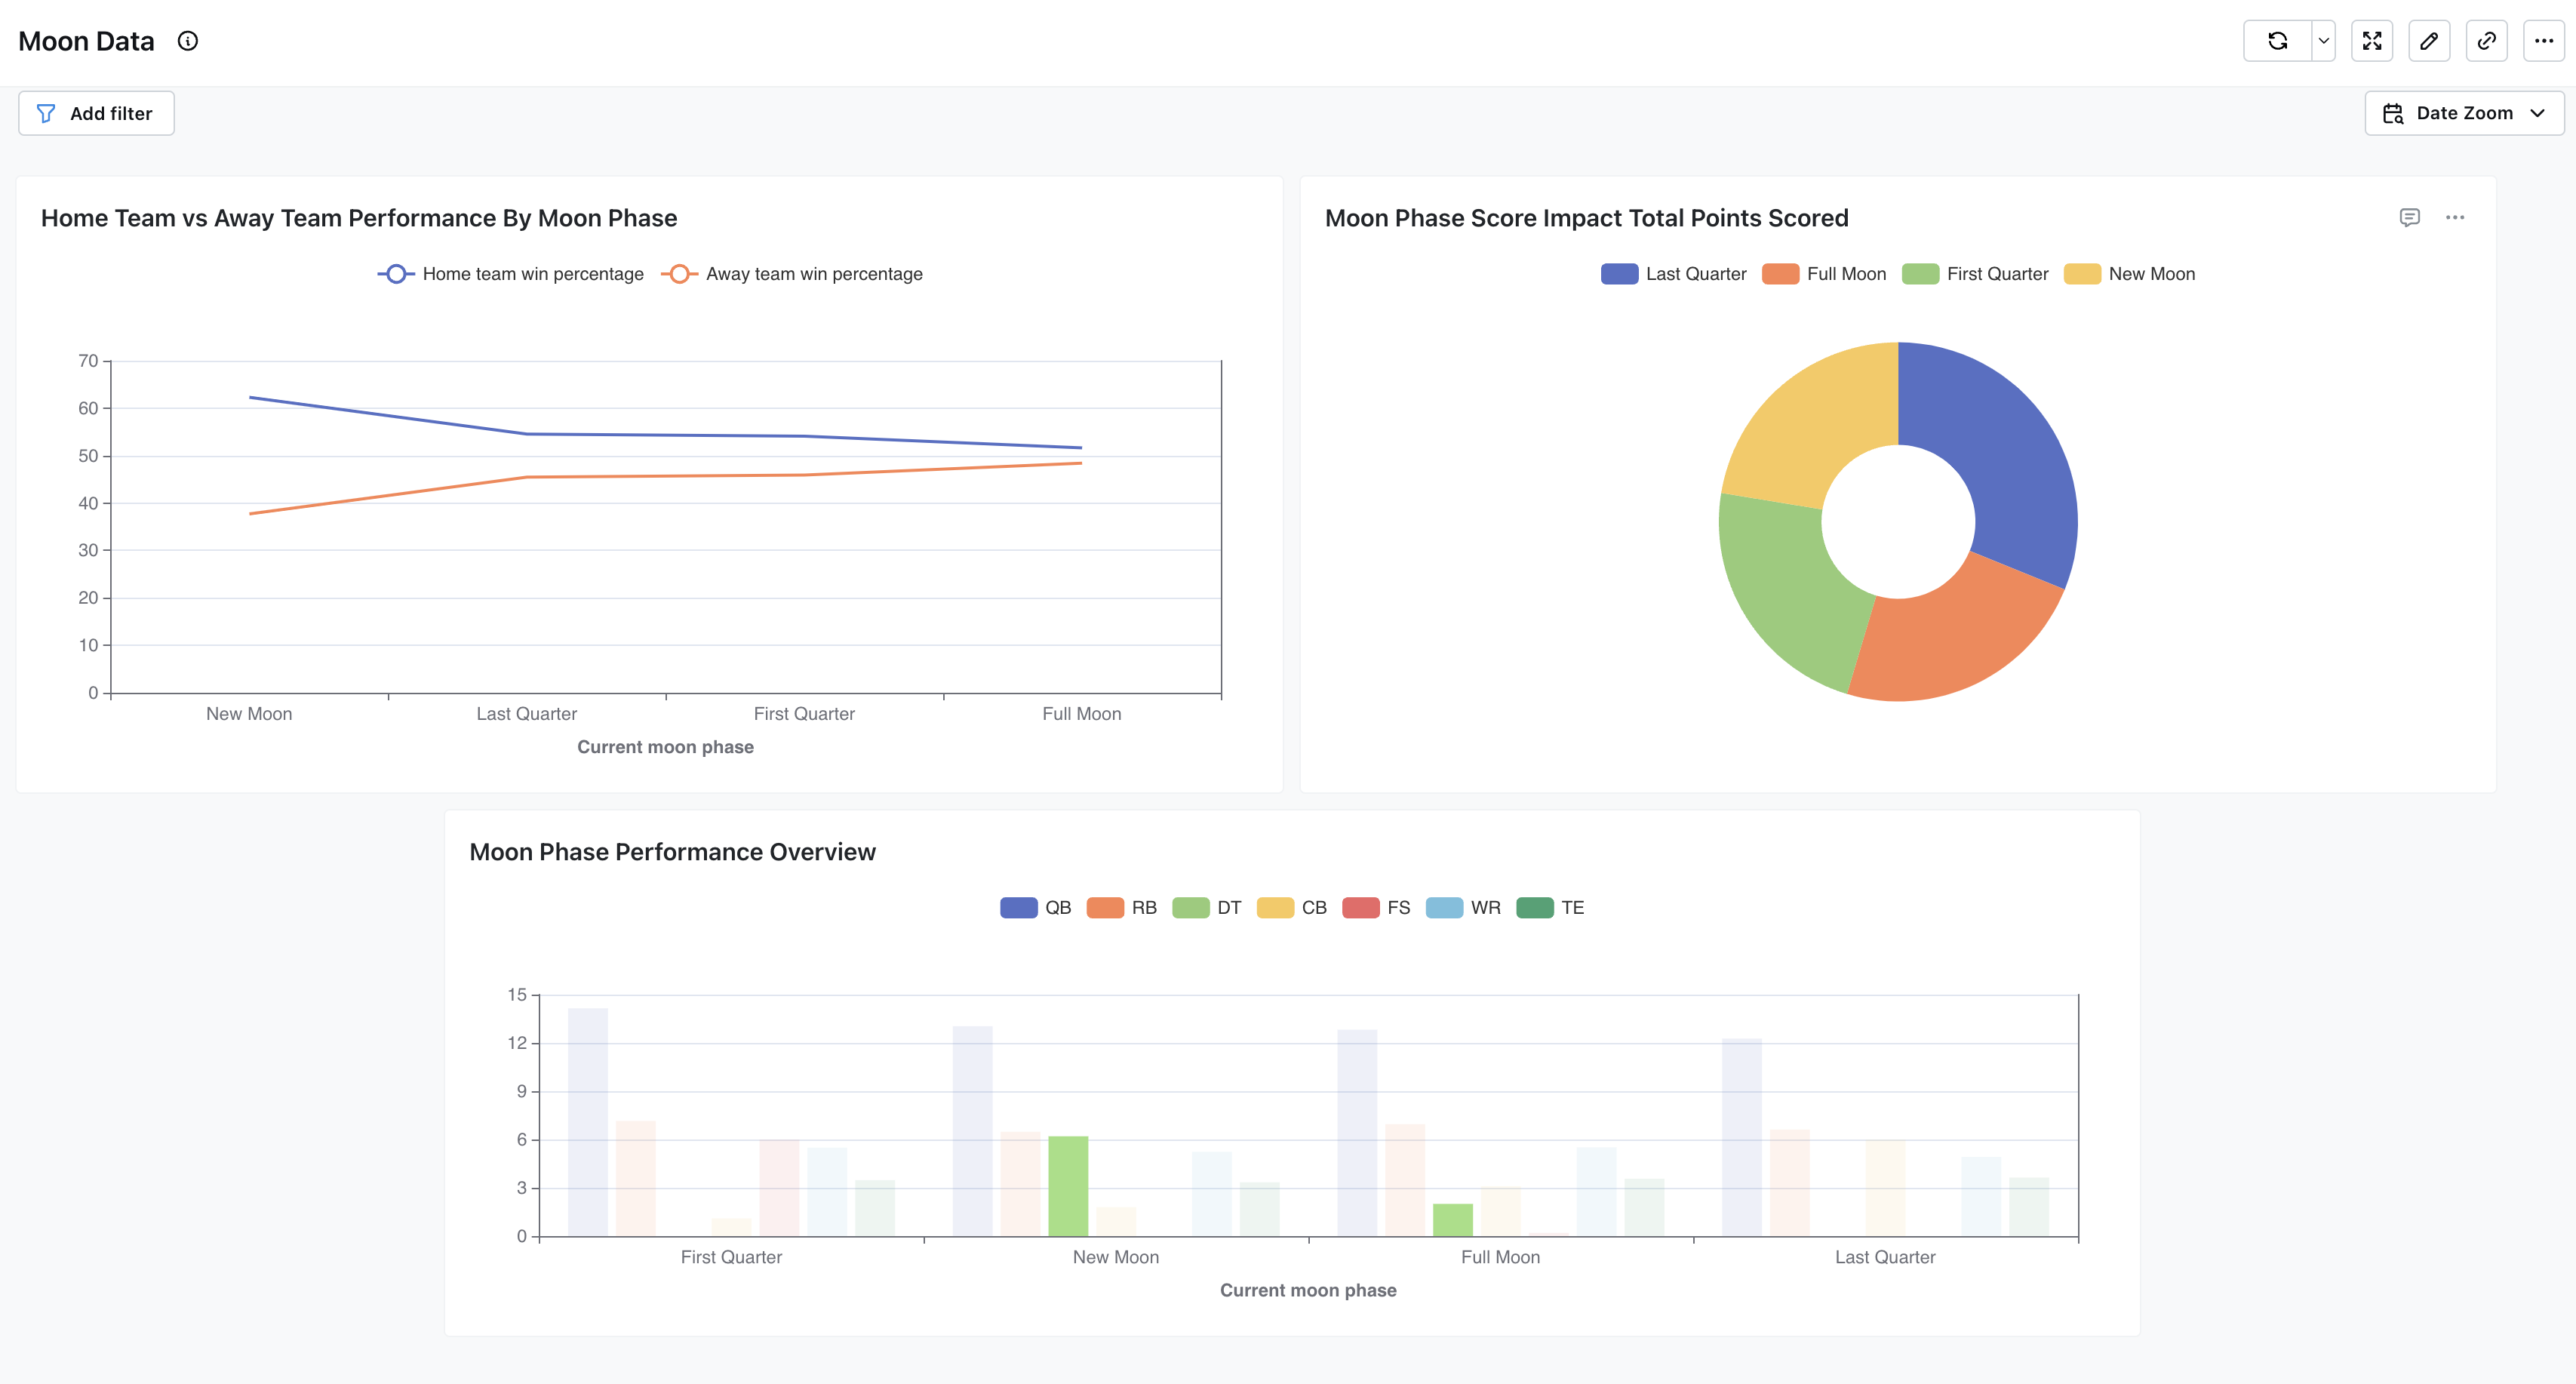 Moon Data
Add filter
Date Zoom
Home Team vs Away Team Performance By Moon Phase
Home team win percentage Away team win percentage
70
60
50
40
30
20
10
0
New Moon Last Quarter First Quarter Full Moon
Current moon phase
Moon Phase Score Impact Total Points Scored
Last Quarter Full Moon First Quarter New Moon
Moon Phase Performance Overview
QB RB DT CB FS WR TE
15
12
9
6
3
0
First Quarter New Moon Full Moon Last Quarter
Current moon phase